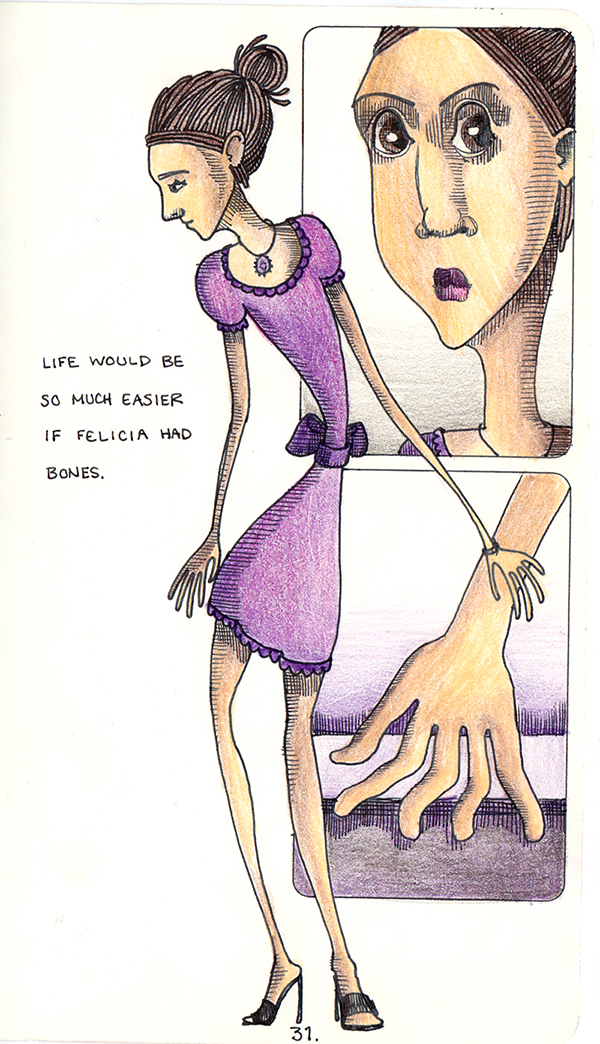 LIFE WOULD BE
SO MUCH EASIER
IF FELICIA HAD
BONES.
31.